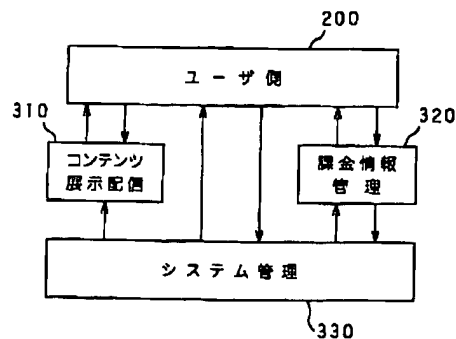 200
ユーザ側
310
コンテンツ
展示配信
320
課金情報
管理
システム管理
330